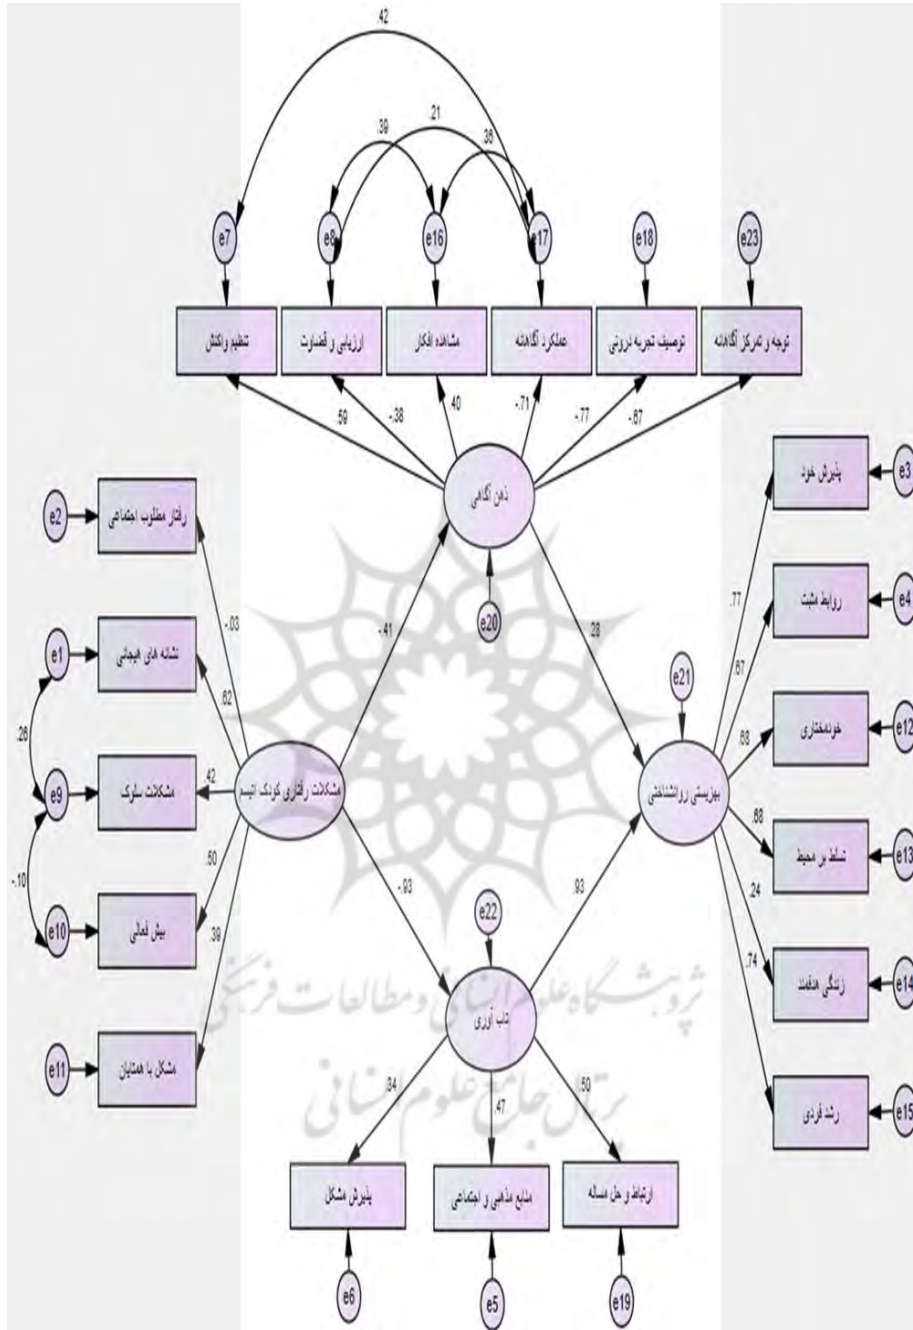 .42
.21
.39
.36
e7
e8
e16
e17
e18
e23
تنظیم واکنش
ارزیابی و قضاوت
مشاهده افکار
عملکرد آگاهانه
توصیف تجربه درونی
توجه و تمرکز آگاهانه
.59
-.38
.40
-.71
-.77
-.67
ذهن آگاهی
e20
e2
رفتار مطلوب اجتماعی
e1
نشانه های هیجانی
e9
مشکلات سلوک
e10
بیش فعالی
e11
مشکل با همتایان
.26
-.10
-.03
.62
.42
.50
.39
مشکلات رفتاری کودک اتیسم
-.41
-.93
.28
.93
e21
بهزیستی روانشناختی
.77
.67
.68
.68
.24
.74
پذیرش خود
e3
روابط مثبت
e4
خودمختاری
e12
تسلط بر محیط
e13
زندگی هدفمند
e14
رشد فردی
e15
e22
تاب آوری
.34
.47
.50
پذیرش مشکل
منابع مذهبی و اجتماعی
ارتباط و حل مساله
e6
e5
e19
پژوهشگاه علوم انسانی و مطالعات فرهنگی
پرتال جامع علوم انسانی